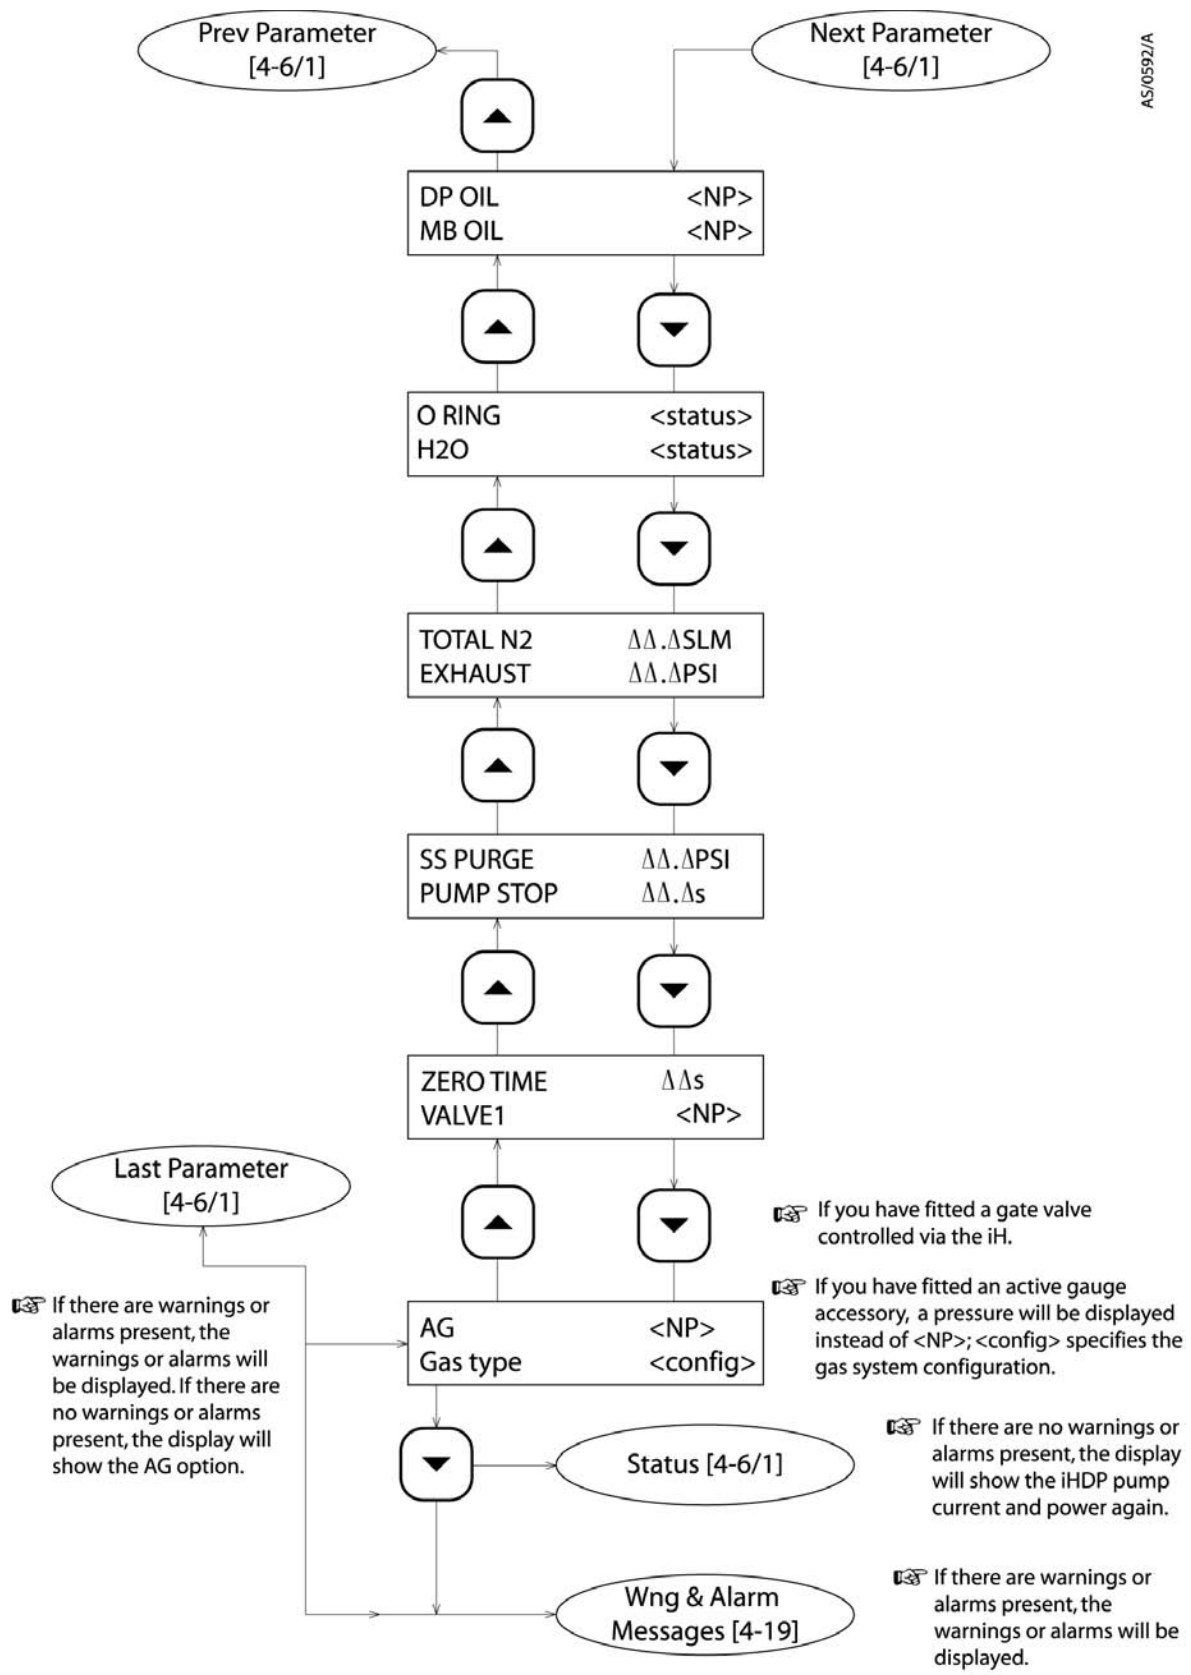 Prev Parameter
[4-6/1]
Next Parameter
[4-6/1]
AS/0592/A
DP OIL <NP>
MB OIL <NP>
O RING <status>
H2O <status>
TOTAL N2 ΔΔ.ΔSLM
EXHAUST ΔΔ.ΔPSI
SS PURGE ΔΔ.ΔPSI
PUMP STOP ΔΔ.Δs
ZERO TIME ΔΔs
VALVE1 <NP>
Last Parameter
[4-6/1]
☞ If you have fitted a gate valve
controlled via the iH.
☞ If there are warnings or
alarms present, the
warnings or alarms will
be displayed. If there are
no warnings or alarms
present, the display will
show the AG option.
☞ If you have fitted an active gauge
accessory, a pressure will be displayed
instead of <NP>; <config> specifies the
gas system configuration.
AG <NP>
Gas type <config>
Status [4-6/1]
☞ If there are no warnings or
alarms present, the display
will show the iHDP pump
current and power again.
Wng & Alarm
Messages [4-19]
☞ If there are warnings or
alarms present, the
warnings or alarms will be
displayed.